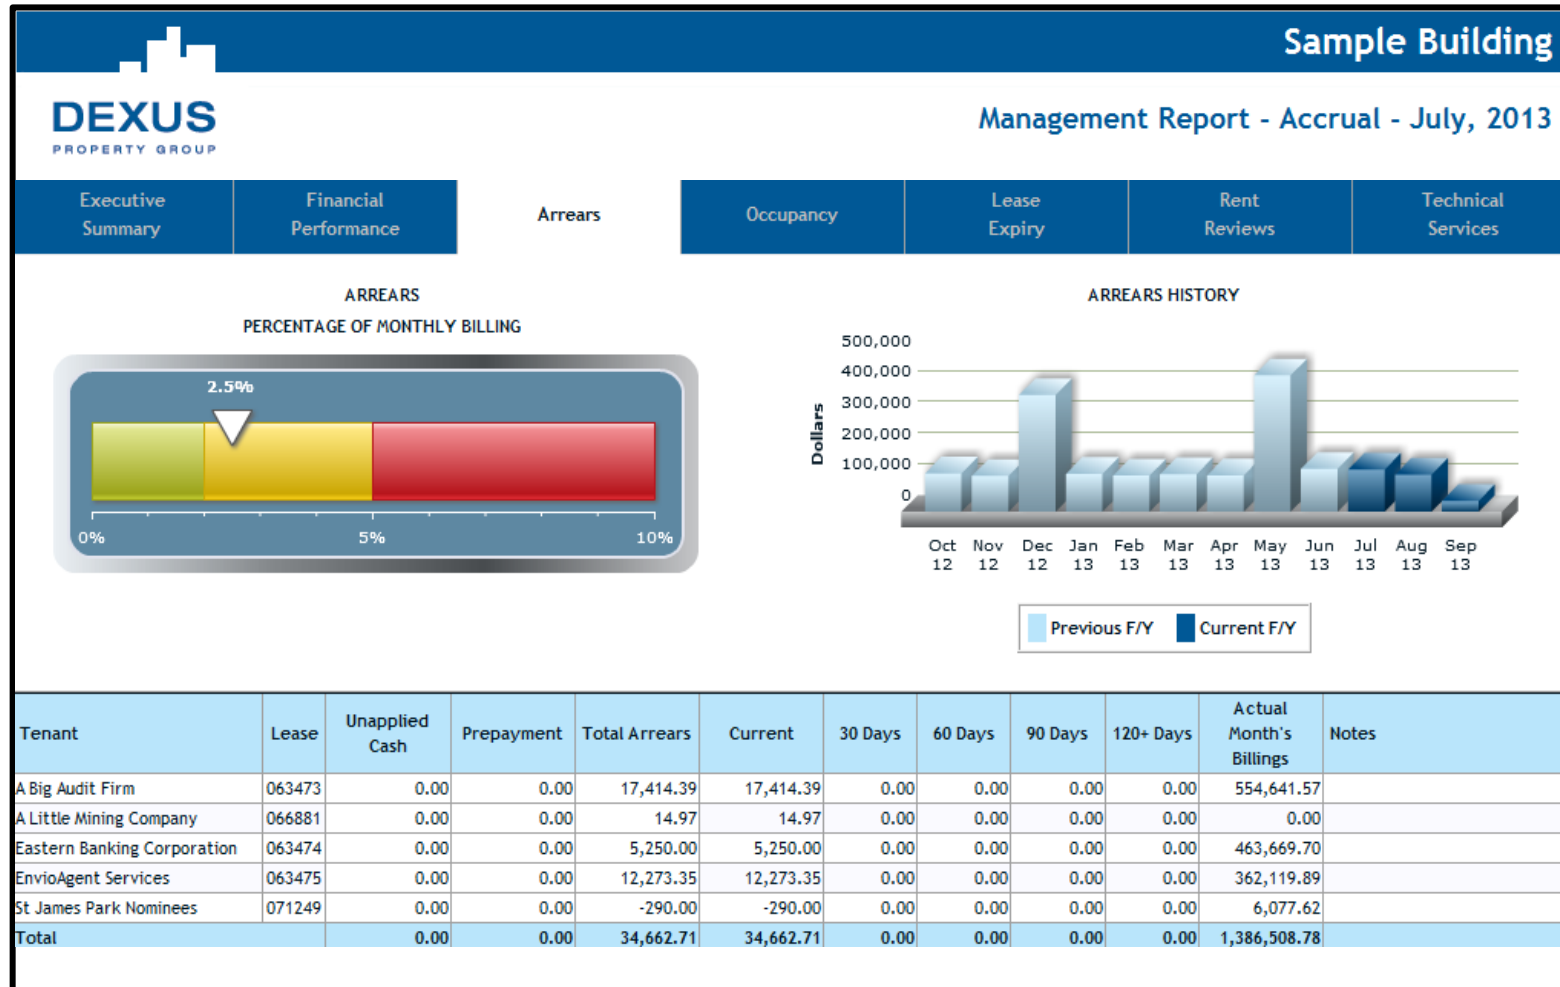 Sample Building
DEXUS
PROPERTY GROUP
Management Report - Accrual - July, 2013
Executive Summary
Financial Performance
Arrears
Occupancy
Lease Expiry
Rent Reviews
Technical Services
ARREARS
PERCENTAGE OF MONTHLY BILLING
2.5%
0% 5% 10%
ARREARS HISTORY
Dollars
500,000
400,000
300,000
200,000
100,000
0
Oct Nov Dec Jan Feb Mar Apr May Jun Jul Aug Sep
12 12 12 13 13 13 13 13 13 13 13 13
Previous F/Y Current F/Y
Tenant Lease Unapplied Cash Prepayment Total Arrears Current 30 Days 60 Days 90 Days 120+ Days Actual Month's Billings Notes
A Big Audit Firm 063473 0.00 0.00 17,414.39 17,414.39 0.00 0.00 0.00 0.00 554,641.57
A Little Mining Company 066881 0.00 0.00 14.97 14.97 0.00 0.00 0.00 0.00 0.00
Eastern Banking Corporation 063474 0.00 0.00 5,250.00 5,250.00 0.00 0.00 0.00 0.00 463,669.70
EnvioAgent Services 063475 0.00 0.00 12,273.35 12,273.35 0.00 0.00 0.00 0.00 362,119.89
St James Park Nominees 071249 0.00 0.00 -290.00 -290.00 0.00 0.00 0.00 0.00 6,077.62
Total 0.00 0.00 34,662.71 34,662.71 0.00 0.00 0.00 0.00 1,386,508.78